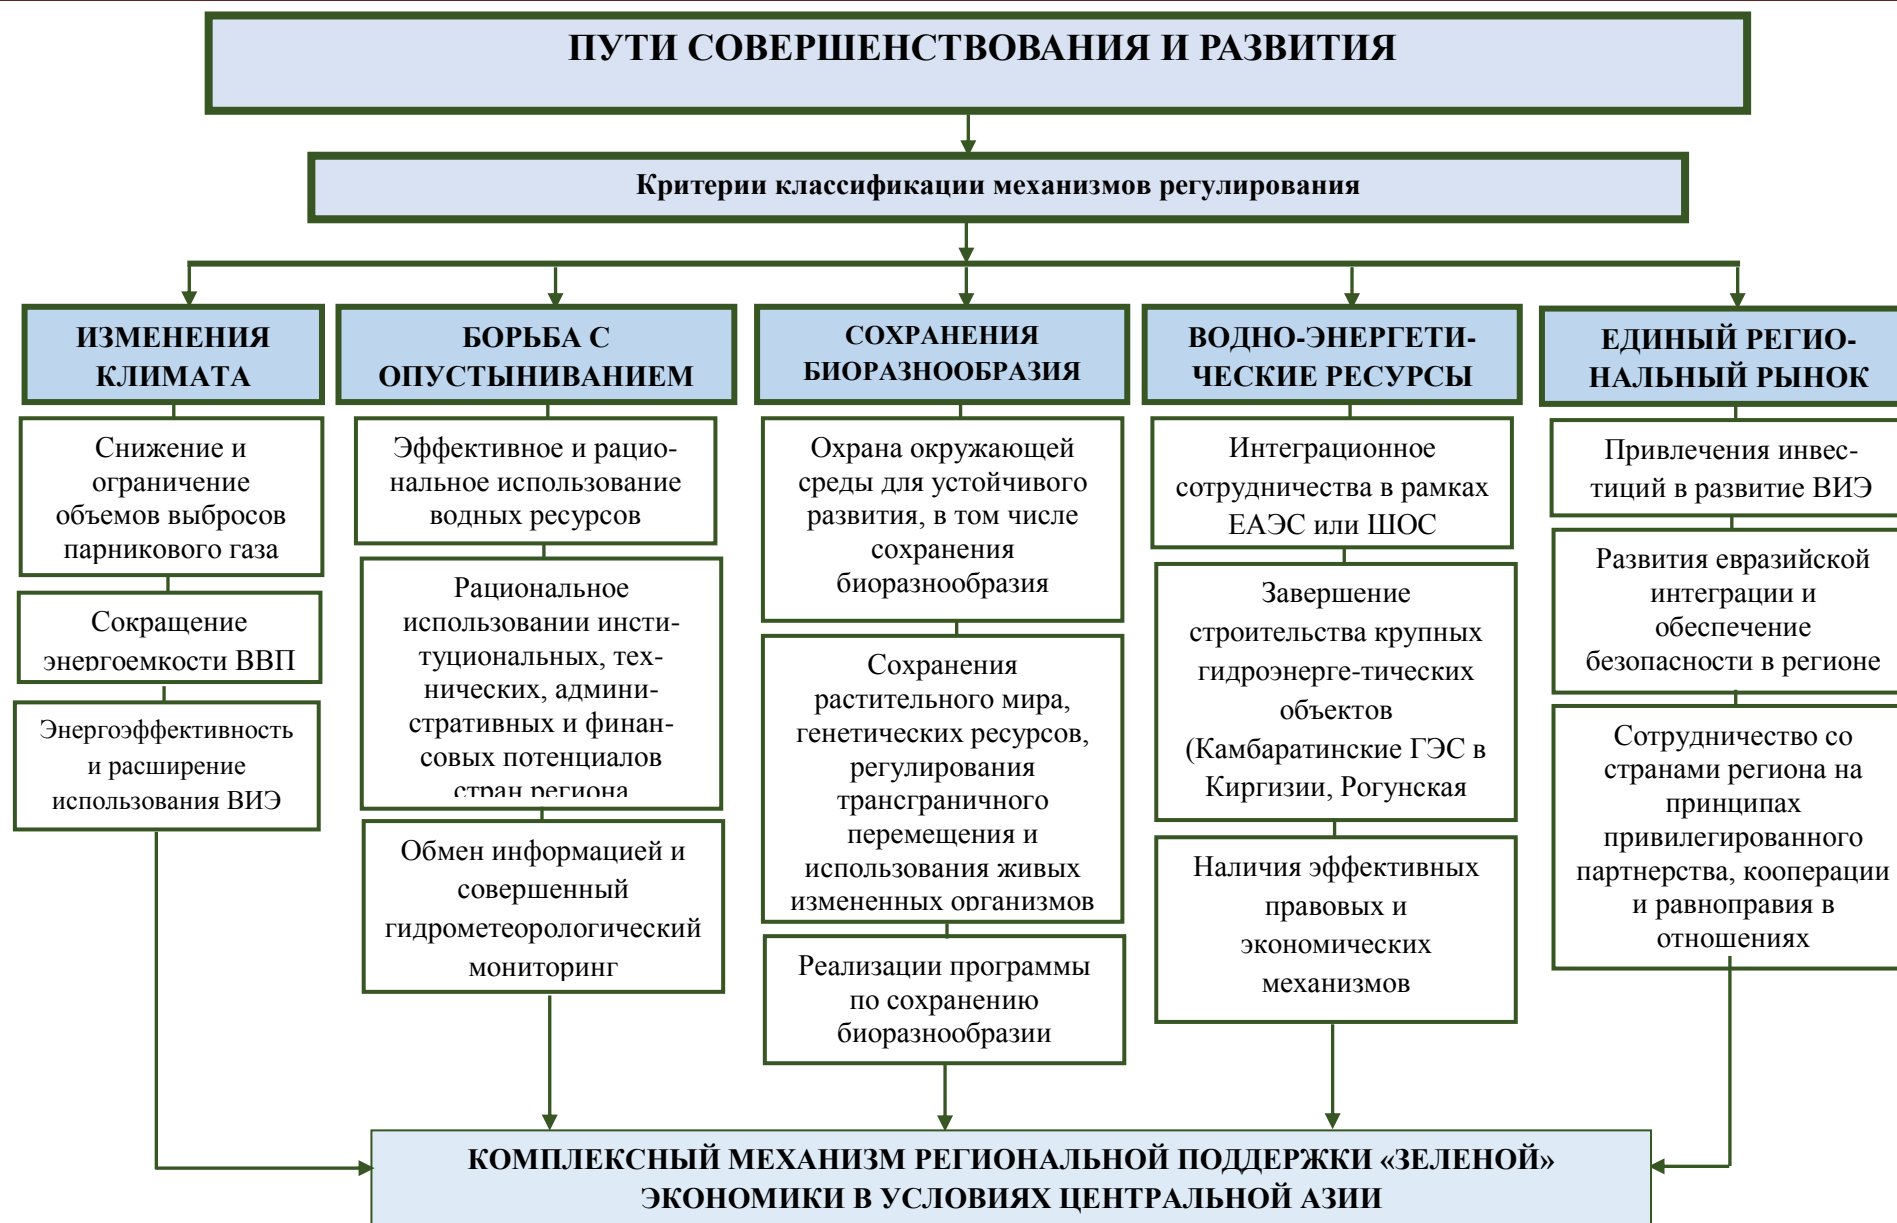 ПУТИ СОВЕРШЕНСТВОВАНИЯ И РАЗВИТИЯ
Критерии классификации механизмов регулирования
ИЗМЕНЕНИЯ
КЛИМАТА
Снижение и
ограничение
объемов выбросов
парникового газа
Сокращение
энергоемкости ВВП
Энергоэффективность
и расширение
использования ВИЭ
БОРЬБА С
ОПУСТЫНИВАНИЕМ
Эффективное и рацио-
нальное использование
водных ресурсов
Рациональное
использовании инсти-
туциональных, тех-
нических, админи-
стративных и финан-
совых потенциалов
стран региона
Обмен информацией и
совершенный
гидрометеорологический
мониторинг
СОХРАНЕНИЯ
БИОРАЗНООБРАЗИЯ
Охрана окружающей
среды для устойчивого
развития, в том числе
сохранения
биоразнообразия
Сохранения
растительного мира,
генетических ресурсов,
регулирования
трансграничного
перемещения и
использования живых
измененных организмов
Реализации программы
по сохранению
биоразнообразии
ВОДНО-ЭНЕРГЕТИ-
ЧЕСКИЕ РЕСУРСЫ
Интеграционное
сотрудничества в рамках
ЕАЭС или ШОС
Завершение
строительства крупных
гидроэнерге-тических
объектов
(Камбаратинские ГЭС в
Киргизии, Рогунская
Наличия эффективных
правовых и
экономических
механизмов
ЕДИНЫЙ РЕГИО-
НАЛЬНЫЙ РЫНОК
Привлечения инвес-
тиций в развитие ВИЭ
Развития евразийской
интеграции и
обеспечение
безопасности в регионе
Сотрудничество со
странами региона на
принципах
привилегированного
партнерства, кооперации
и равноправия в
отношениях
КОМПЛЕКСНЫЙ МЕХАНИЗМ РЕГИОНАЛЬНОЙ ПОДДЕРЖКИ «ЗЕЛЕНОЙ»
ЭКОНОМИКИ В УСЛОВИЯХ ЦЕНТРАЛЬНОЙ АЗИИ